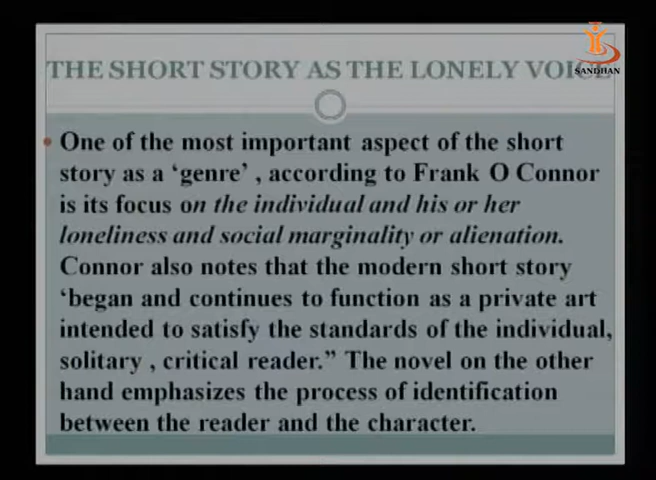 THE SHORT STORY AS THE LONELY VOICE
SANDHAN
• One of the most important aspect of the short
story as a ‘genre’ , according to Frank O Connor
is its focus on the individual and his or her
loneliness and social marginality or alienation.
Connor also notes that the modern short story
‘began and continues to function as a private art
intended to satisfy the standards of the individual,
solitary , critical reader.” The novel on the other
hand emphasizes the process of identification
between the reader and the character.